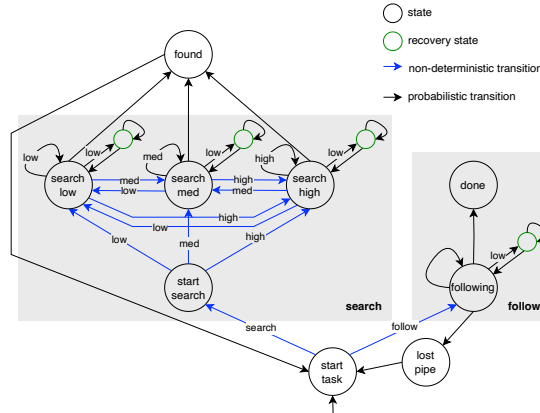 state
recovery state
non-deterministic transition
probabilistic transition
found
low
low
search
low
med
low
med
low
search
med
high
med
high
low
search
high
high
low
low
med
high
start
search
search
done
low
following
follow
search
follow
start
task
lost
pipe